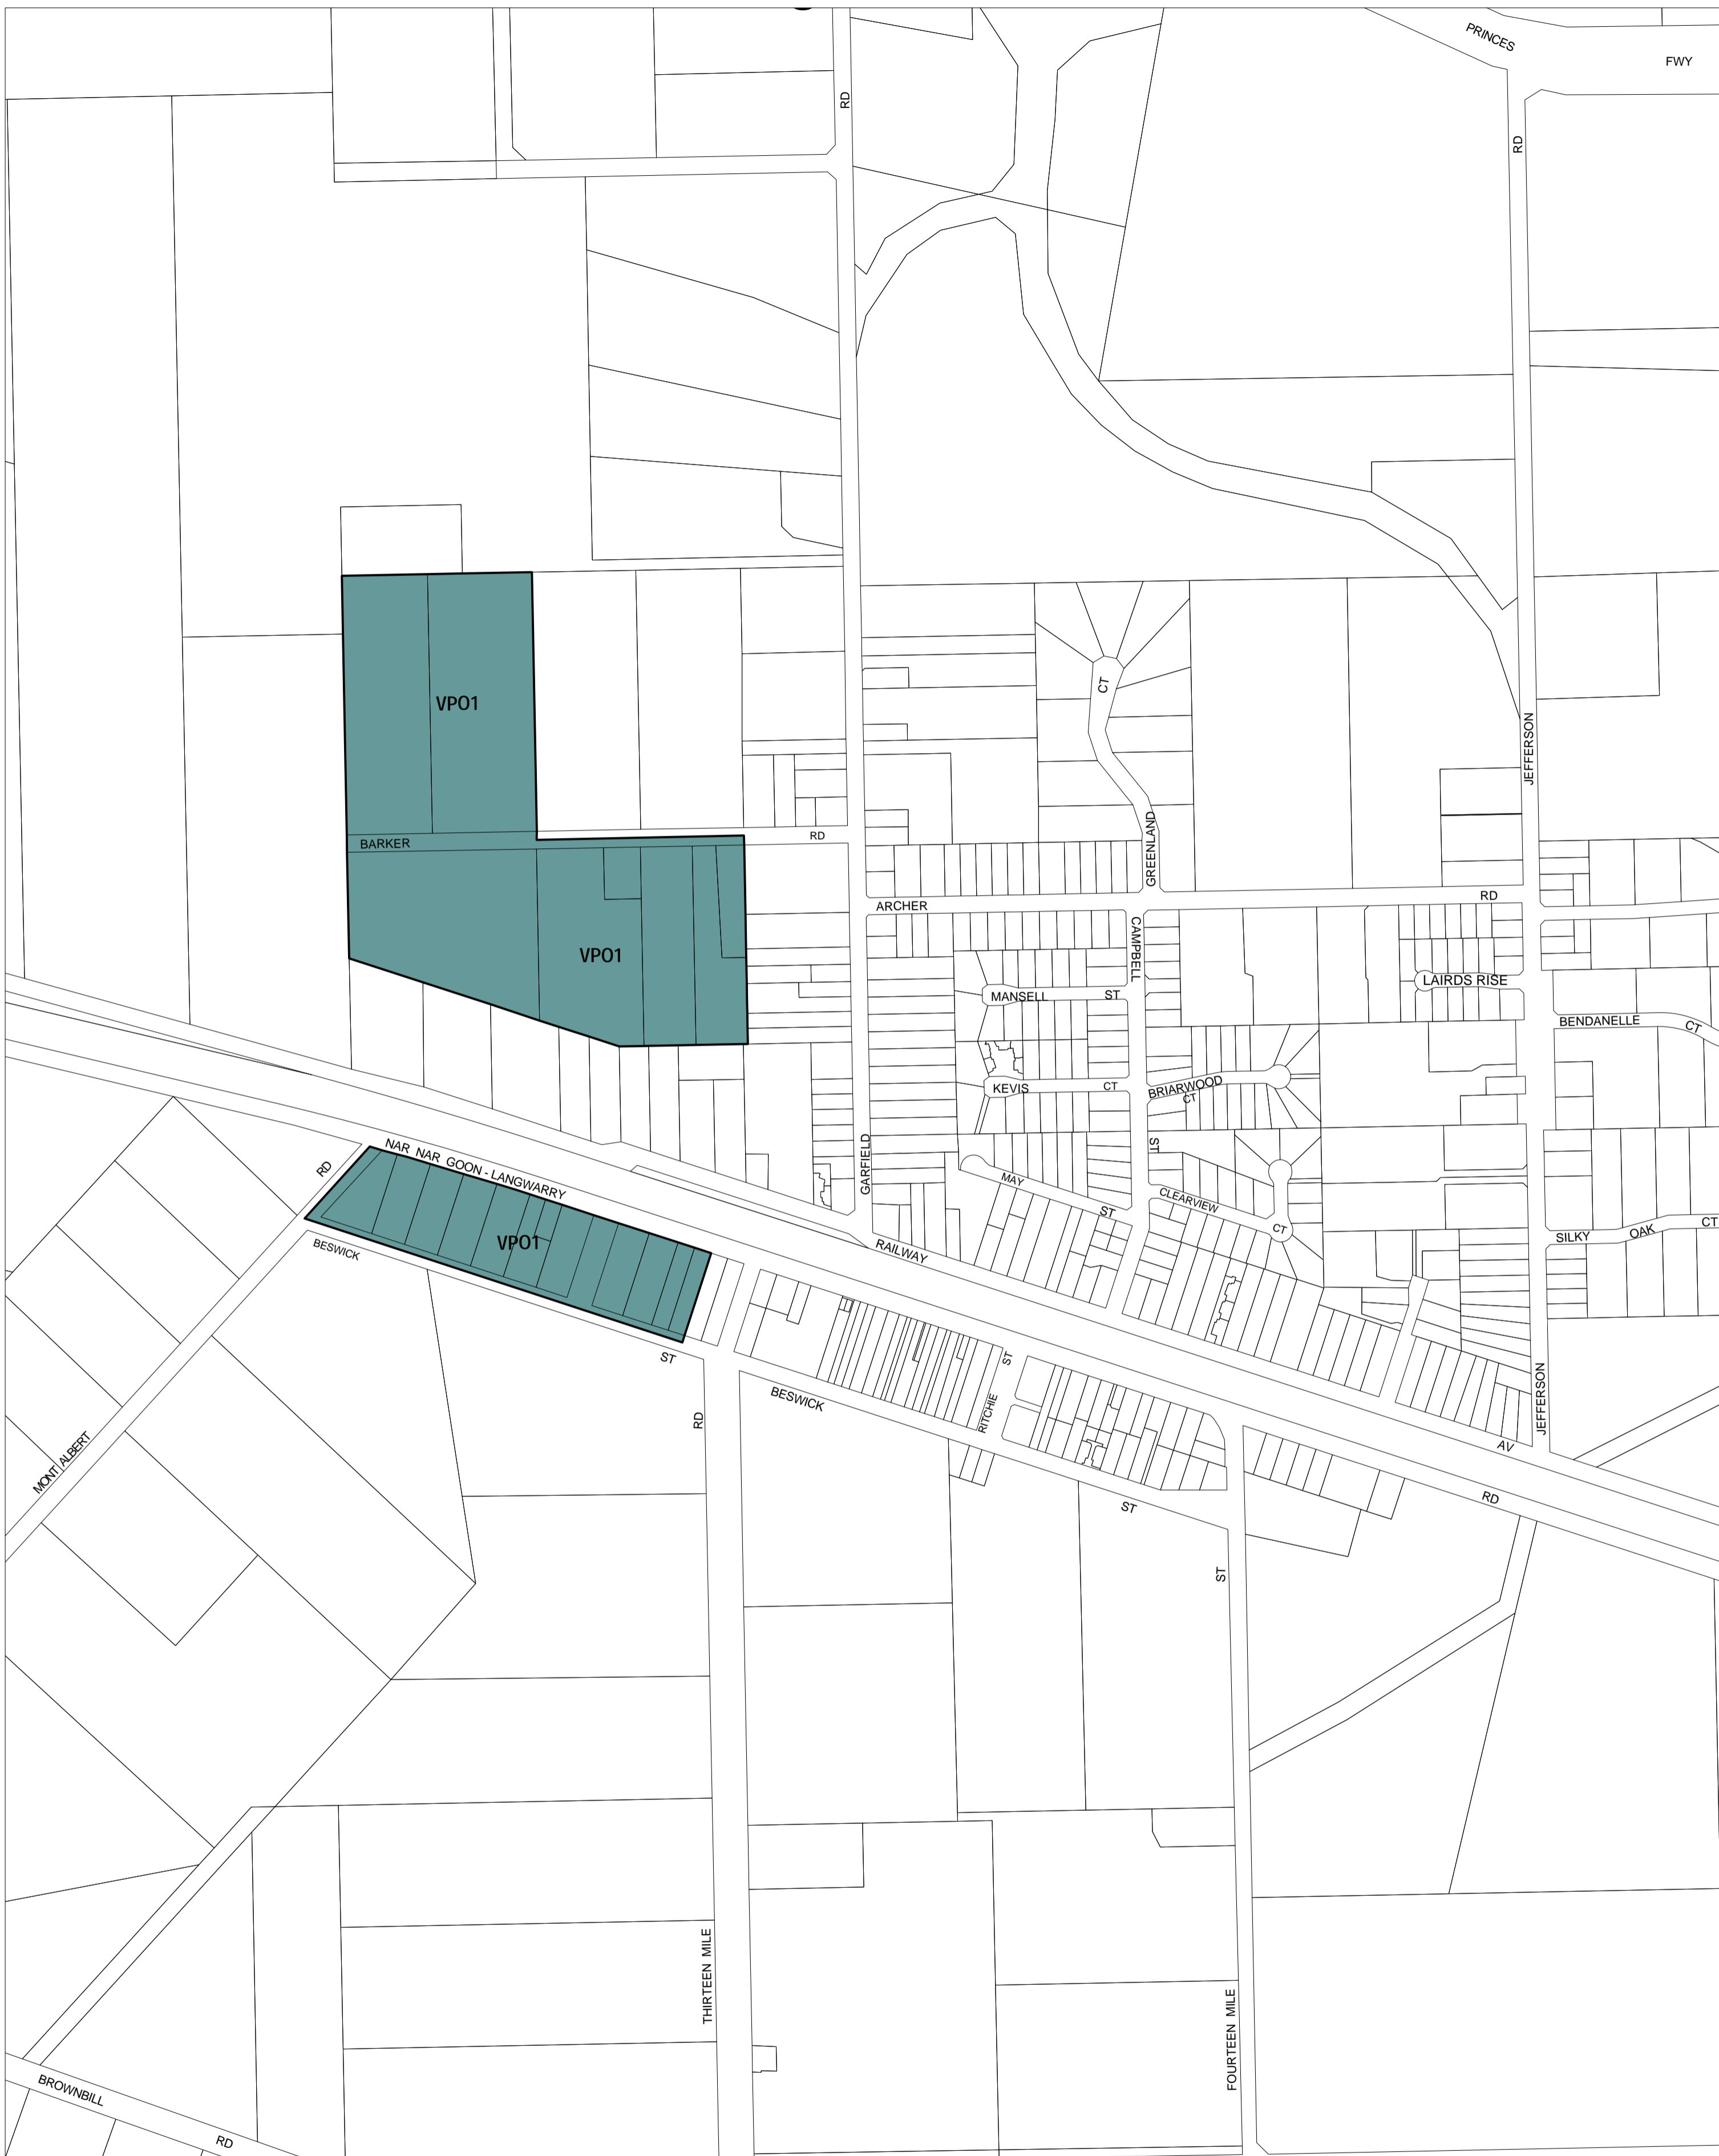 PRINCES
FWY
RD
RD
CT
VPO1
JEFFERSON
GREENLAND
RD
BARKER
RD
ARCHER
CAMPBELL
VPO1
LAIRDS RISE
MANSELL ST
BENDANELLE CT
KEVIS CT
BRIARWOOD
CT
GARFIELD
ST
NAR NAR GOON - LANGWARRY
RD
MAY ST
CLEARVIEW CT
SILKY OAK CT
VPO1
BESWICK ST
RAILWAY AV
RITCHIE ST
JEFFERSON
BESWICK ST
RD
RD
MONT ALBERT
ST
THIRTEEN MILE
FOURTEEN MILE
BROWNBILL RD